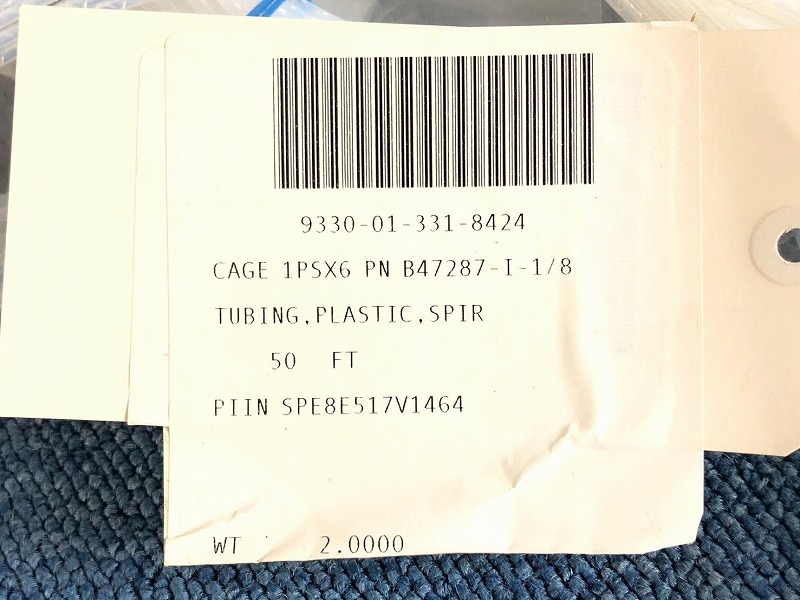 9330-01-331-8424
CAGE 1PSX6 PN B47287-I-1/8
TUBING,PLASTIC,SPIR
50 FT
PIIN SPE8E517V1464
WT 2.0000